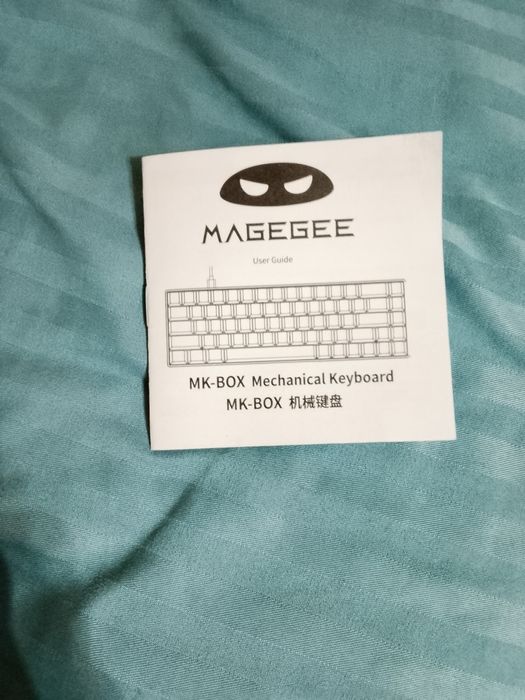 MAGEGEE
User Guide
MK-BOX Mechanical Keyboard
MK-BOX 机械键盘